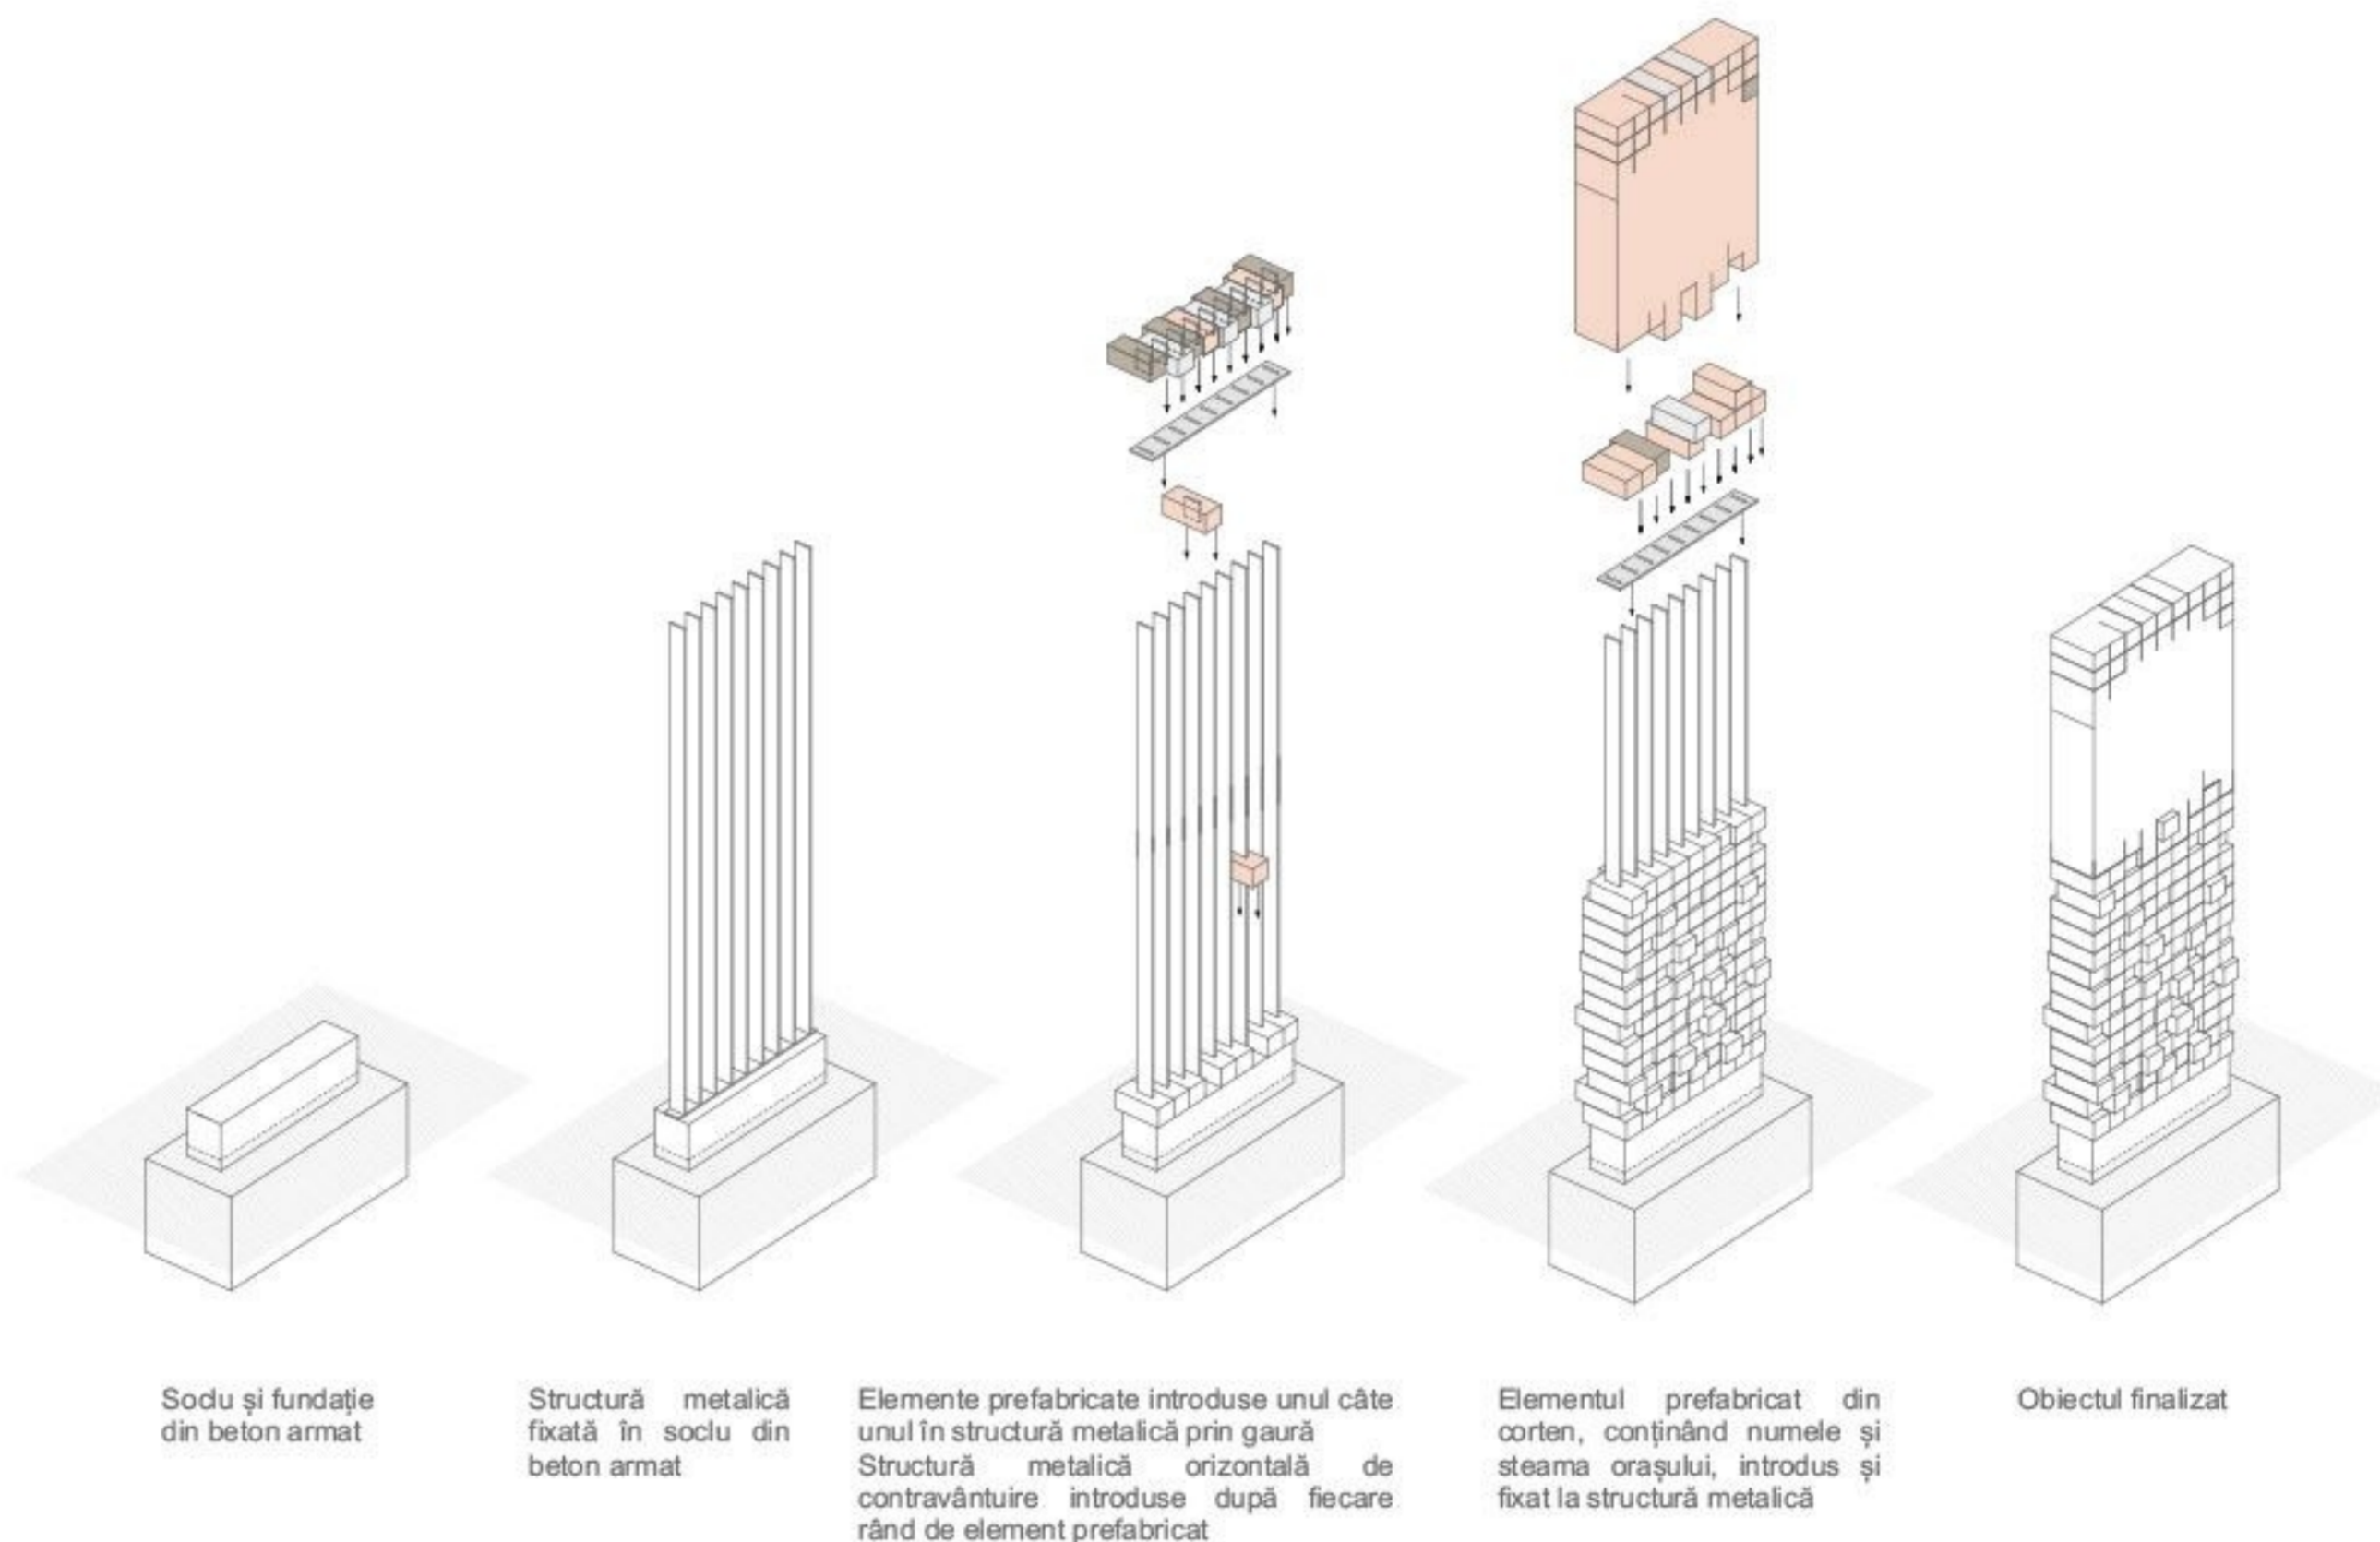 Soclu și fundație
din beton armat
Structură metalică
fixată în soclu din
beton armat
Elemente prefabricate introduse unul câte
unul în structură metalică prin gaură
Structură metalică orizontală de
contravântuire introduse după fiecare
rând de element prefabricat
Elementul prefabricat din
corten, conținând numele și
steama orașului, introdus și
fixat la structură metalică
Obiectul finalizat